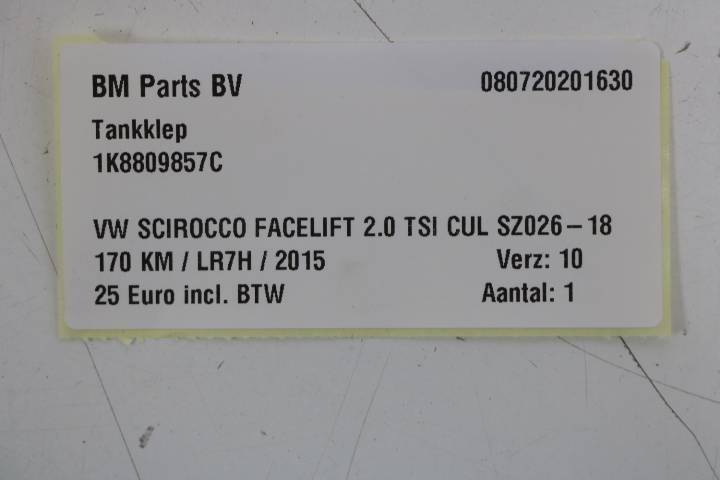 BM Parts BV 080720201630
Tankklep
1K8809857C
VW SCIROCCO FACELIFT 2.0 TSI CUL SZ026-18
170 KM / LR7H / 2015 Verz: 10
25 Euro incl. BTW Aantal: 1